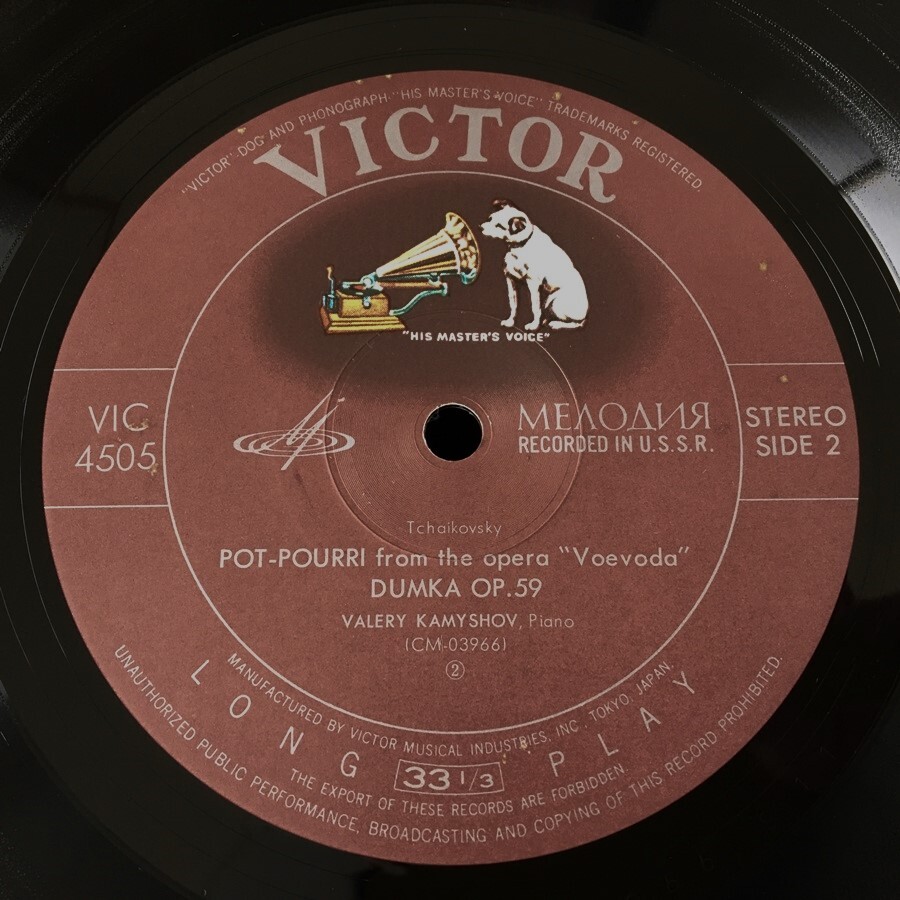 "VICTOR" DOG AND PHONOGRAPH·"HIS MASTER'S VOICE" TRADEMARKS REGISTERED.
VICTOR
"HIS MASTER'S VOICE"
VIC
4505
МЕЛОДИЯ
RECORDED IN U.S.S.R.
STEREO
SIDE 2
Tchaikovsky
POT-POURRI from the opera "Voevoda"
DUMKA OP.59
VALERY KAMYSHOV, Piano
(CM-03966)
②
MANUFACTURED BY VICTOR MUSICAL INDUSTRIES, INC. TOKYO, JAPAN.
LONG PLAY
33 1/3
THE EXPORT OF THESE RECORDS ARE FORBIDDEN.
UNAUTHORIZED PUBLIC PERFORMANCE, BROADCASTING AND COPYING OF THIS RECORD PROHIBITED.